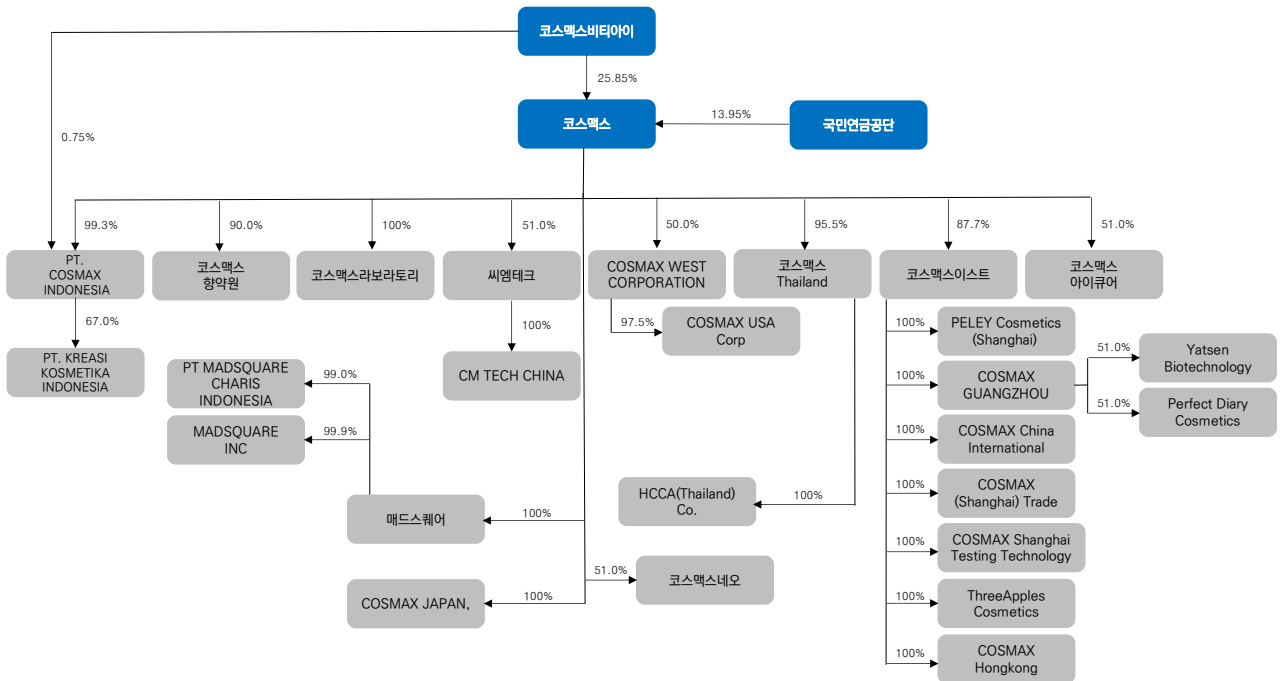 코스맥스비티아이
25.85%
코스맥스
13.95%
국민연금공단
0.75%
99.3%
90.0%
100%
51.0%
50.0%
95.5%
87.7%
51.0%
PT.
COSMAX
INDONESIA
코스맥스
향약원
코스맥스라보라토리
씨엠테크
COSMAX WEST
CORPORATION
코스맥스
Thailand
코스맥스이스트
코스맥스
아이큐어
67.0%
PT. KREASI
KOSMETIKA
INDONESIA
100%
CM TECH CHINA
97.5%
COSMAX USA
Corp
PT MADSQUARE
CHARIS
INDONESIA
99.0%
MADSQUARE
INC
99.9%
매드스퀘어
100%
HCCA(Thailand)
Co.
100%
51.0%
코스맥스네오
COSMAX JAPAN,
100%
100%
PELEY Cosmetics
(Shanghai)
100%
COSMAX
GUANGZHOU
51.0%
Yatsen
Biotechnology
51.0%
Perfect Diary
Cosmetics
100%
COSMAX China
International
100%
COSMAX
(Shanghai) Trade
100%
COSMAX Shanghai
Testing Technology
100%
ThreeApples
Cosmetics
100%
COSMAX
Hongkong